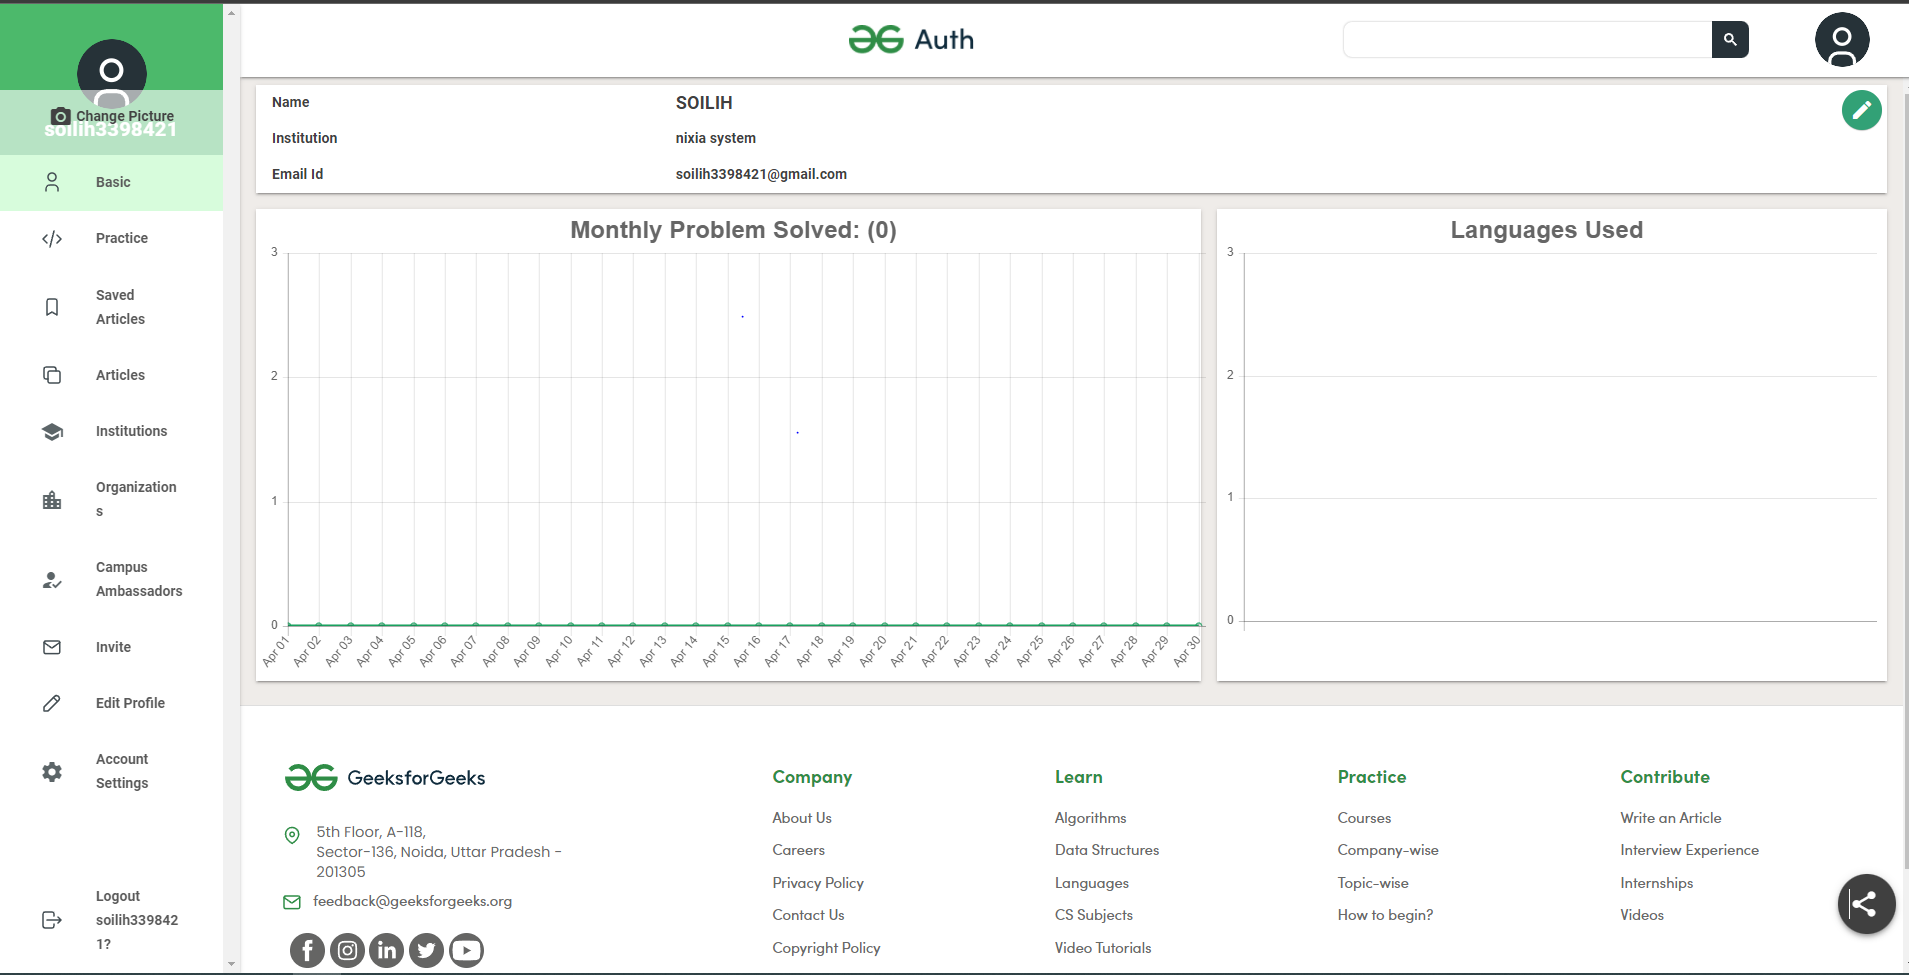 Change Picture
soilih3398421
Basic
Practice
Saved
Articles
Articles
Institutions
Organization
s
Campus
Ambassadors
Invite
Edit Profile
Account
Settings
Logout
soilih339842
1?
Auth
Name SOILIH
Institution nixia system
Email Id soilih3398421@gmail.com
Monthly Problem Solved: (0)
3
2
1
0
Apr 01 Apr 02 Apr 03 Apr 04 Apr 05 Apr 06 Apr 07 Apr 08 Apr 09 Apr 10 Apr 11 Apr 12 Apr 13 Apr 14 Apr 15 Apr 16 Apr 17 Apr 18 Apr 19 Apr 20 Apr 21 Apr 22 Apr 23 Apr 24 Apr 25 Apr 26 Apr 27 Apr 28 Apr 29 Apr 30
Languages Used
3
2
1
0
GeeksforGeeks
5th Floor, A-118,
Sector-136, Noida, Uttar Pradesh -
201305
feedback@geeksforgeeks.org
Company
About Us
Careers
Privacy Policy
Contact Us
Copyright Policy
Learn
Algorithms
Data Structures
Languages
CS Subjects
Video Tutorials
Practice
Courses
Company-wise
Topic-wise
How to begin?
Contribute
Write an Article
Interview Experience
Internships
Videos